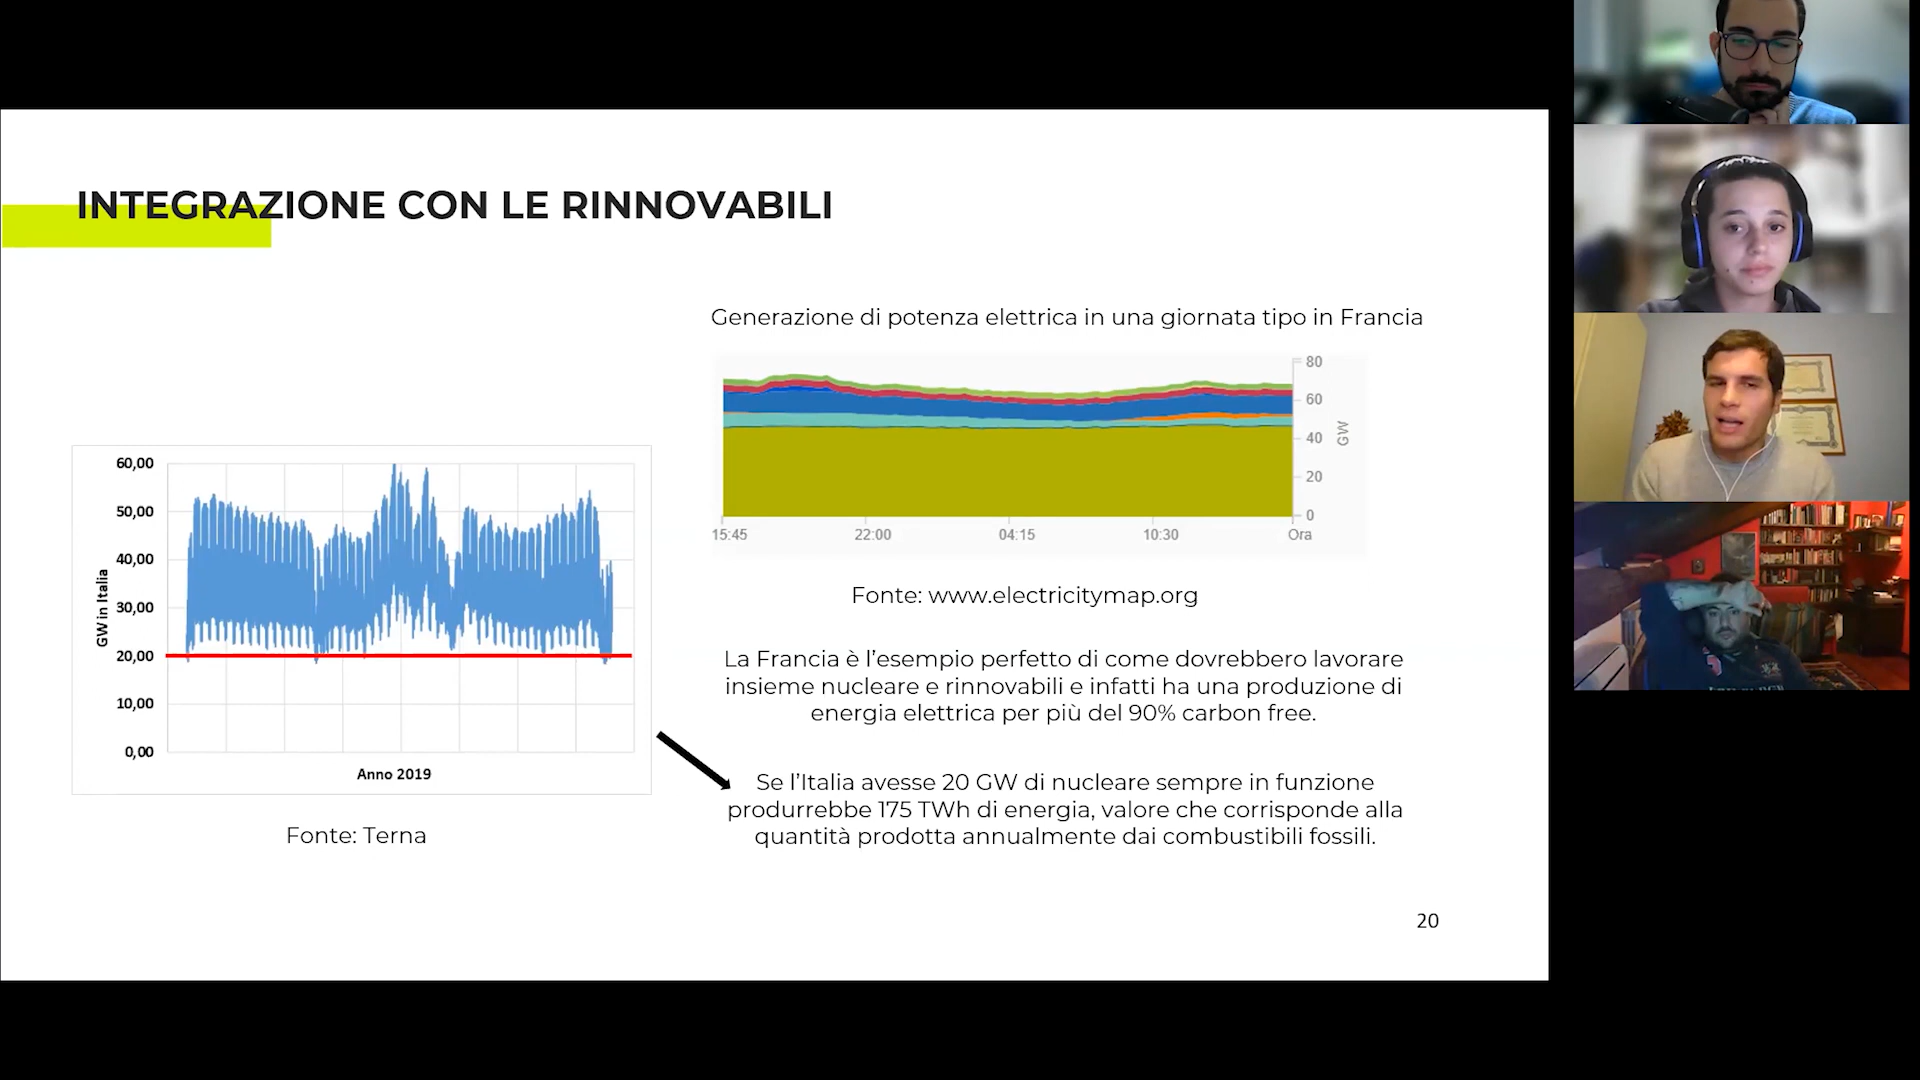 INTEGRAZIONE CON LE RINNOVABILI
Generazione di potenza elettrica in una giornata tipo in Francia
80
60
40
20
0
GW
15:45
22:00
04:15
10:30
Ora
Fonte: www.electricitymap.org
60,00
50,00
40,00
30,00
20,00
10,00
0,00
GW in Italia
Anno 2019
Fonte: Terna
La Francia è l’esempio perfetto di come dovrebbero lavorare
insieme nucleare e rinnovabili e infatti ha una produzione di
energia elettrica per più del 90% carbon free.
Se l’Italia avesse 20 GW di nucleare sempre in funzione
produrrebbe 175 TWh di energia, valore che corrisponde alla
quantità prodotta annualmente dai combustibili fossili.
20